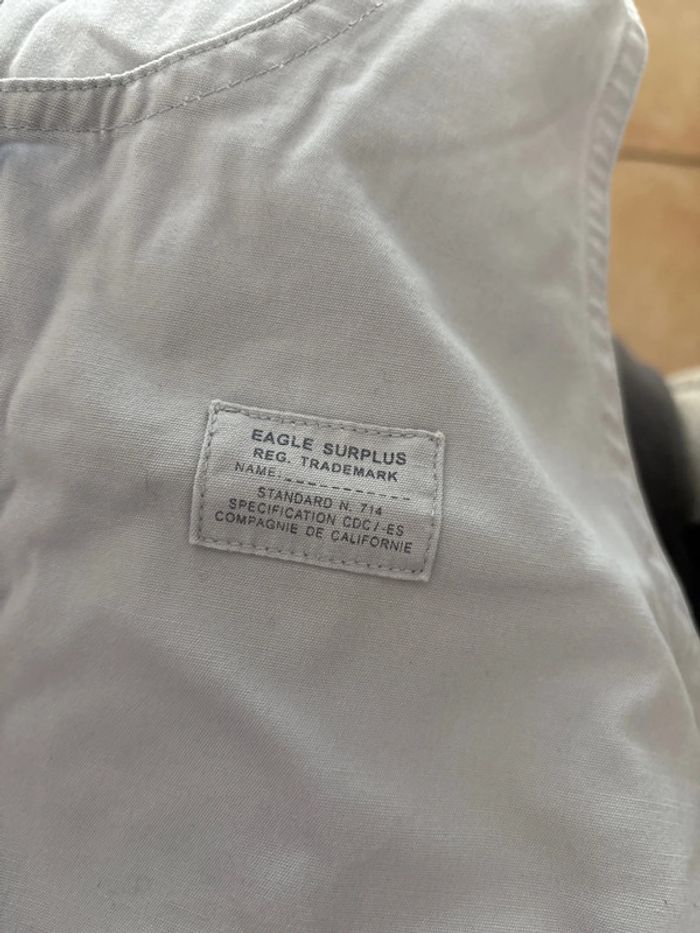 EAGLE SURPLUS
REG. TRADEMARK
NAME:
STANDARD N. 714
SPECIFICATION CDC/-ES
COMPAGNIE DE CALIFORNIE